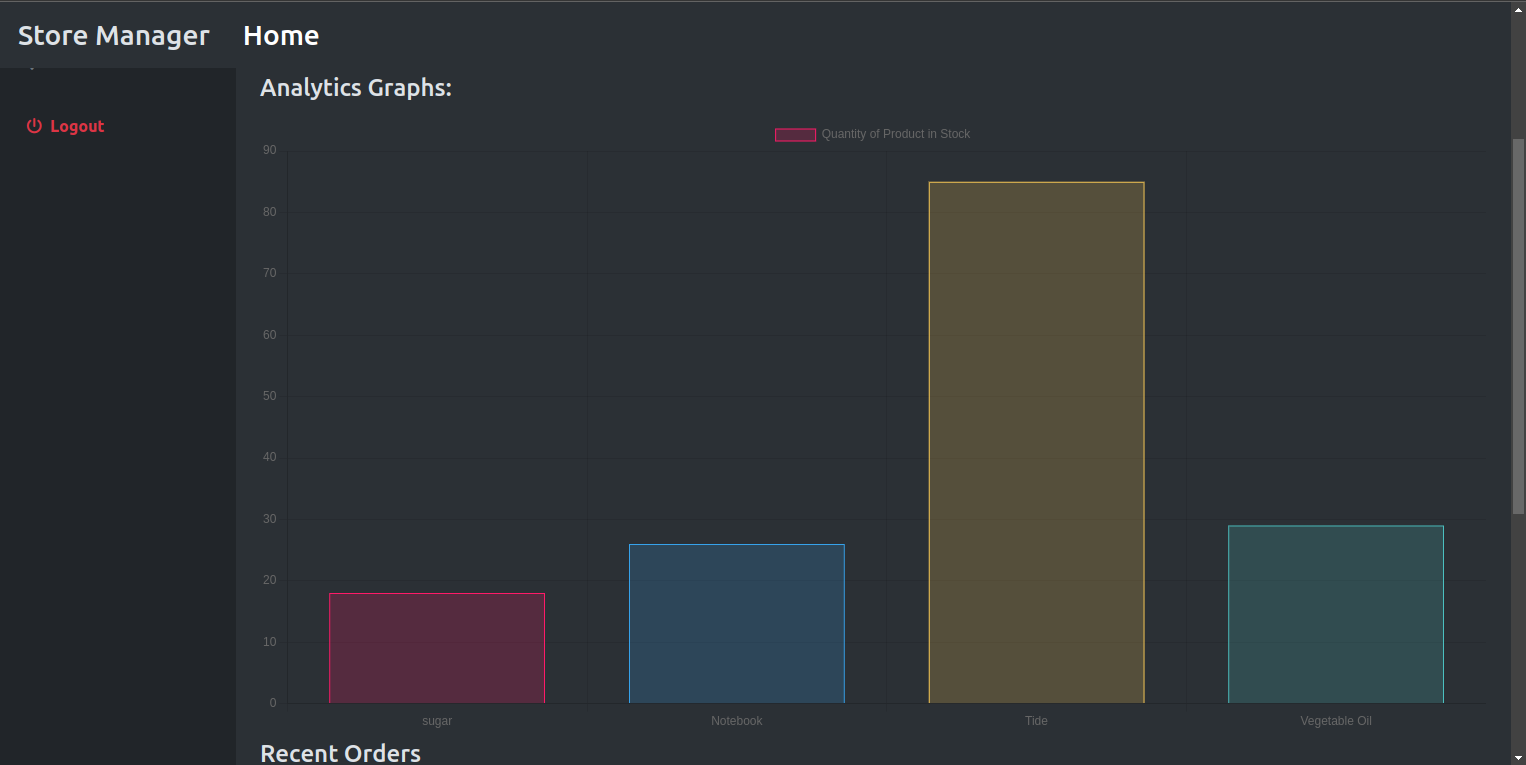 Store Manager Home
Analytics Graphs:
Logout
Quantity of Product in Stock
90
80
70
60
50
40
30
20
10
0
sugar Notebook Tide Vegetable Oil
Recent Orders